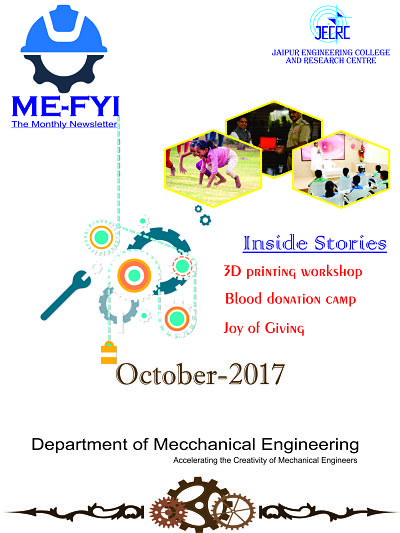 JECRC
JAIPUR ENGINEERING COLLEGE
AND RESEARCH CENTRE
ME-FYI
The Monthly Newsletter
Inside Stories
3D printing workshop
Blood donation camp
Joy of Giving
October-2017
Department of Mecchanical Engineering
Accelerating the Creativity of Mechanical Engineers